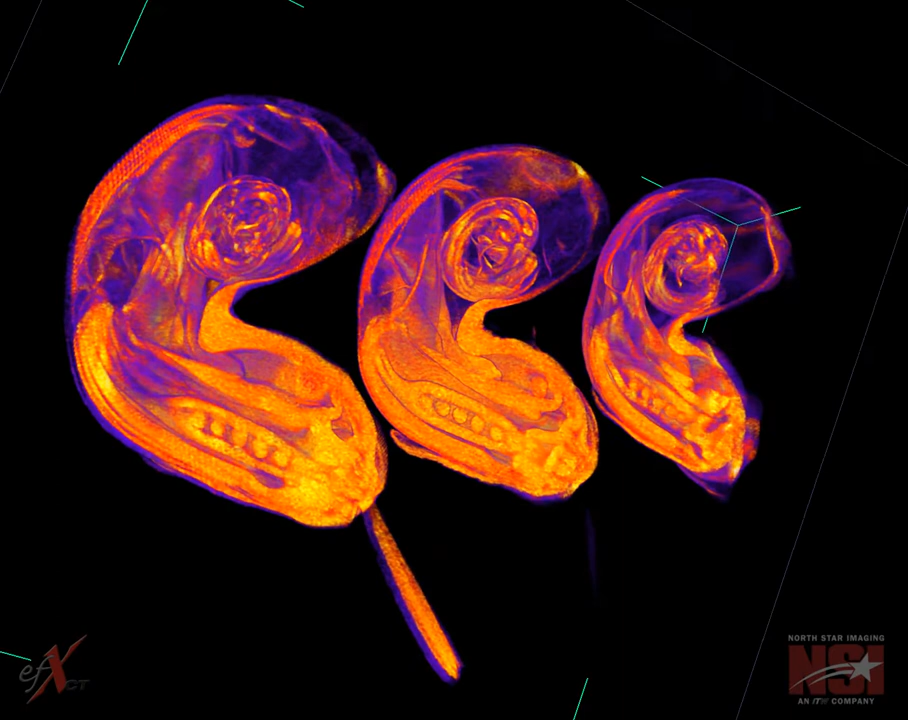 efX-CT
NORTH STAR IMAGING
NSI
AN ITW COMPANY